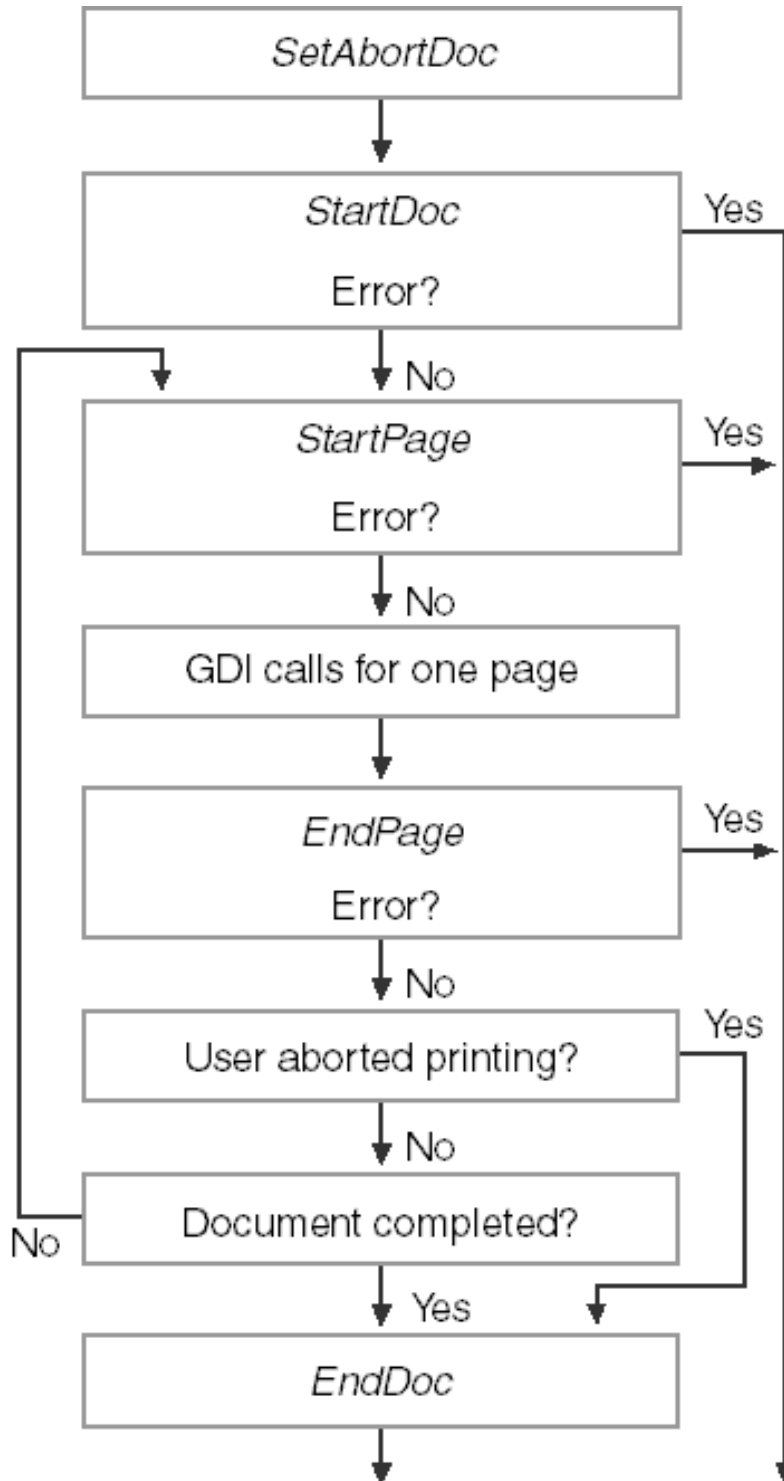 SetAbortDoc
StartDoc
Yes
Error?
No
StartPage
Yes
Error?
No
GDI calls for one page
EndPage
Yes
Error?
No
Yes
User aborted printing?
No
Document completed?
No
Yes
EndDoc